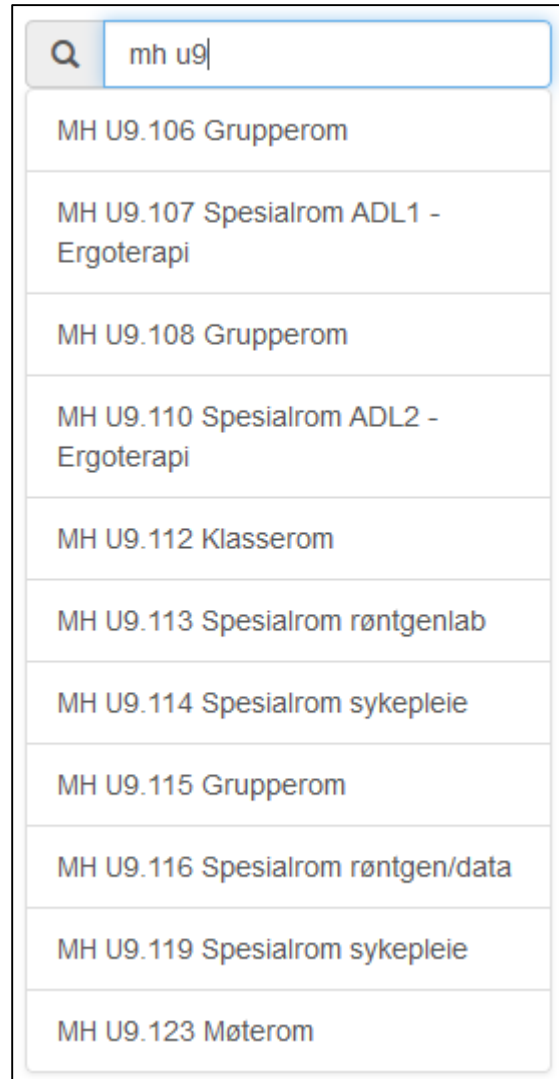 mh u9
MH U9.106 Grupperom
MH U9.107 Spesialrom ADL1 -
Ergoterapi
MH U9.108 Grupperom
MH U9.110 Spesialrom ADL2 -
Ergoterapi
MH U9.112 Klasserom
MH U9.113 Spesialrom røntgenlab
MH U9.114 Spesialrom sykepleie
MH U9.115 Grupperom
MH U9.116 Spesialrom røntgen/data
MH U9.119 Spesialrom sykepleie
MH U9.123 Møterom